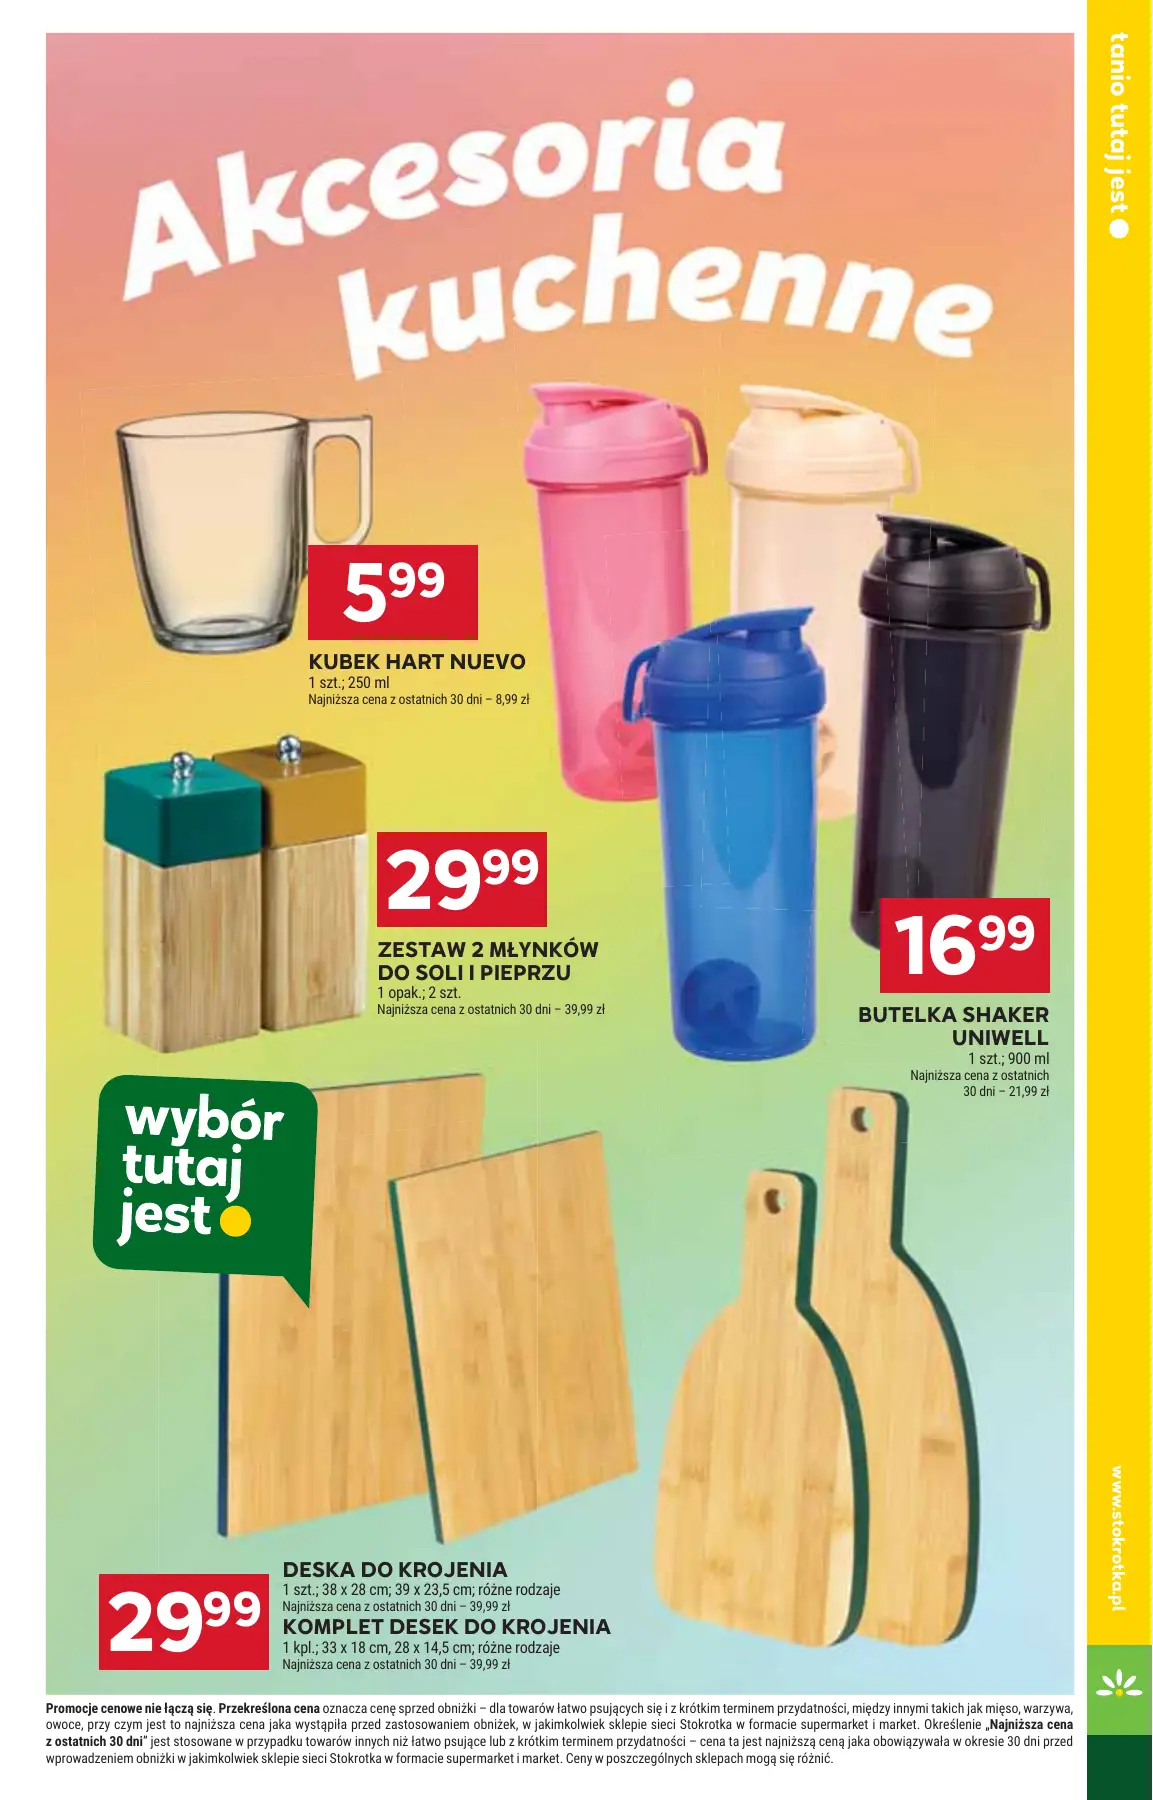 tanio tutaj jest
Akcesoria
kuchenne
5 99
KUBEK HART NUEVO
1 szt.; 250 ml
Najniższa cena z ostatnich 30 dni – 8,99 zł
29 99
ZESTAW 2 MŁYNKÓW
DO SOLI I PIEPRZU
1 opak.; 2 szt.
Najniższa cena z ostatnich 30 dni – 39,99 zł
16 99
BUTELKA SHAKER
UNIWELL
1 szt.; 900 ml
Najniższa cena z ostatnich
30 dni – 21,99 zł
wybór
tutaj
jest
29 99
DESKA DO KROJENIA
1 szt.; 38 x 28 cm; 39 x 23,5 cm; różne rodzaje
Najniższa cena z ostatnich 30 dni – 39,99 zł
KOMPLET DESEK DO KROJENIA
1 kpl.; 33 x 18 cm, 28 x 14,5 cm; różne rodzaje
Najniższa cena z ostatnich 30 dni – 39,99 zł
www.stokrotka.pl
Promocje cenowe nie łączą się. Przekreślona cena oznacza cenę sprzed obniżki – dla towarów łatwo psujących się i z krótkim terminem przydatności, między innymi takich jak mięso, warzywa,
owoce, przy czym jest to najniższa cena jaka wystąpiła przed zastosowaniem obniżek, w jakimkolwiek sklepie sieci Stokrotka w formacie supermarket i market. Określenie „Najniższa cena
z ostatnich 30 dni” jest stosowane w przypadku towarów innych niż łatwo psujące lub z krótkim terminem przydatności – cena ta jest najniższą ceną jaka obowiązywała w okresie 30 dni przed
wprowadzeniem obniżki w jakimkolwiek sklepie sieci Stokrotka w formacie supermarket i market. Ceny w poszczególnych sklepach mogą się różnić.